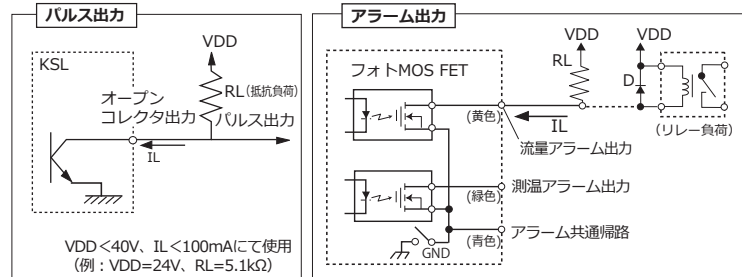 パルス出力
KSL
オープン
コレクタ出力
VDD
RL(抵抗負荷)
パルス出力
IL
VDD<40V、IL<100mAにて使用
(例:VDD=24V、RL=5.1kΩ)
アラーム出力
フォトMOS FET
VDD
RL
VDD
D
(リレー負荷)
(黄色)
IL
流量アラーム出力
(緑色)
測温アラーム出力
(青色)
アラーム共通帰路
GND